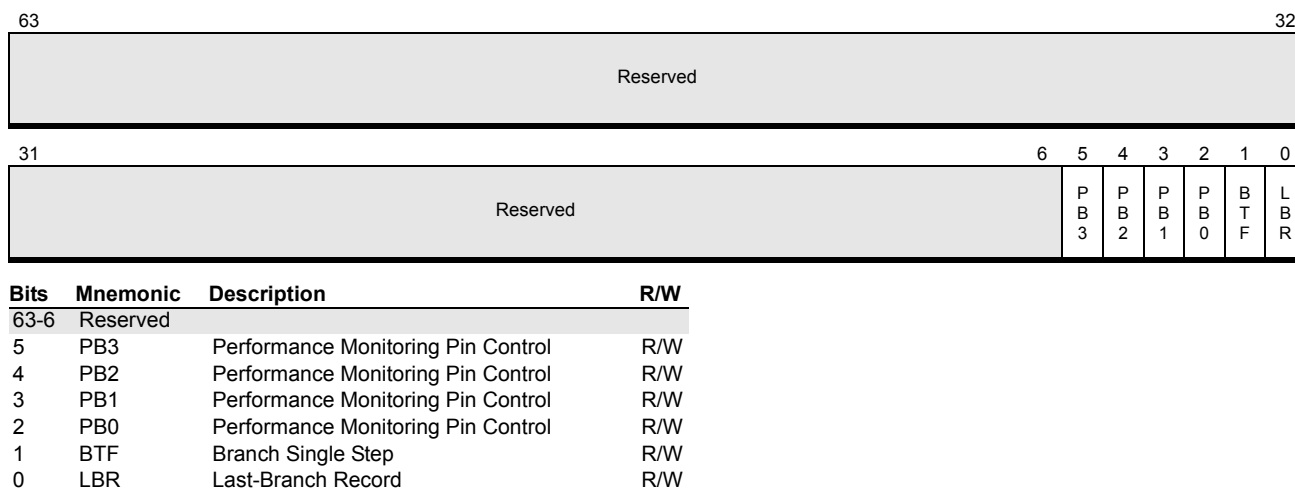 63 32
Reserved
31 6 5 4 3 2 1 0
Reserved
P P P P B L
B B B B T B
3 2 1 0 F R
Bits Mnemonic Description R/W
63-6 Reserved
5 PB3 Performance Monitoring Pin Control R/W
4 PB2 Performance Monitoring Pin Control R/W
3 PB1 Performance Monitoring Pin Control R/W
2 PB0 Performance Monitoring Pin Control R/W
1 BTF Branch Single Step R/W
0 LBR Last-Branch Record R/W